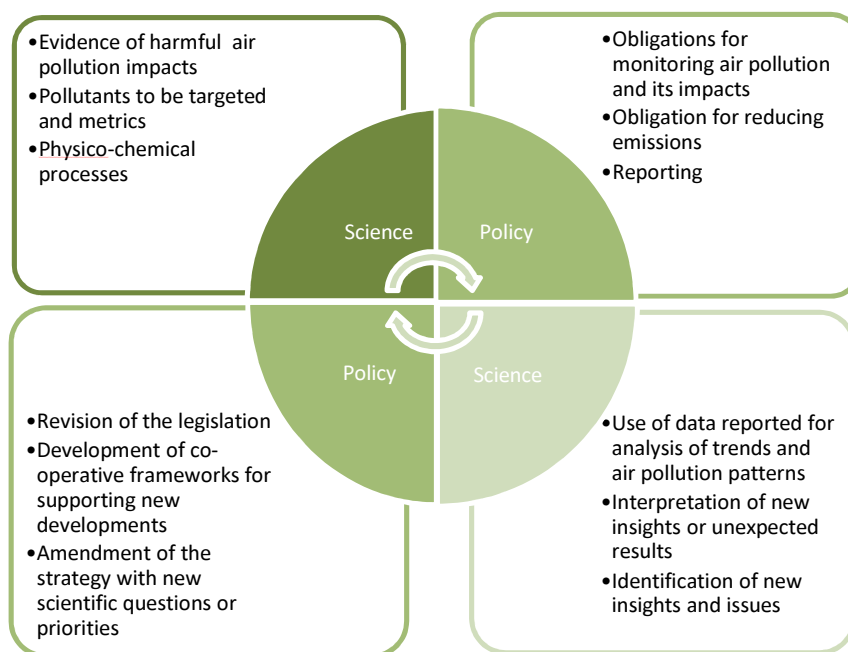 •Evidence of harmful air
pollution impacts
•Pollutants to be targeted
and metrics
•Physico-chemical
processes
•Obligations for
monitoring air pollution
and its impacts
•Obligation for reducing
emissions
•Reporting
Science
Policy
Policy
Science
•Revision of the legislation
•Development of co-
operative frameworks for
supporting new
developments
•Amendment of the
strategy with new
scientific questions or
priorities
•Use of data reported for
analysis of trends and
air pollution patterns
•Interpretation of new
insights or unexpected
results
•Identification of new
insights and issues